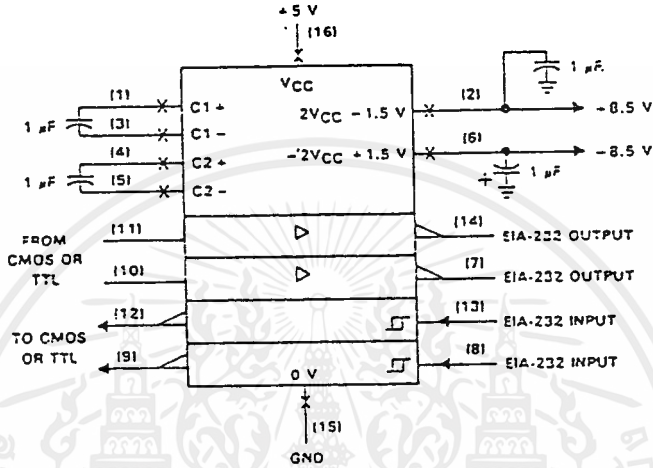 +5 V
(16)
VCC
(1)
C1 +
1 µF
(3)
C1 −
(4)
C2 +
1 µF
(5)
C2 −
2VCC − 1.5 V
(2)
1 µF
+8.5 V
−2VCC + 1.5 V
(6)
−8.5 V
+
1 µF
FROM
CMOS OR
TTL
(11)
(10)
(14)
EIA-232 OUTPUT
(7)
EIA-232 OUTPUT
TO CMOS
OR TTL
(12)
(9)
(13)
EIA-232 INPUT
(8)
EIA-232 INPUT
0 V
(15)
GND